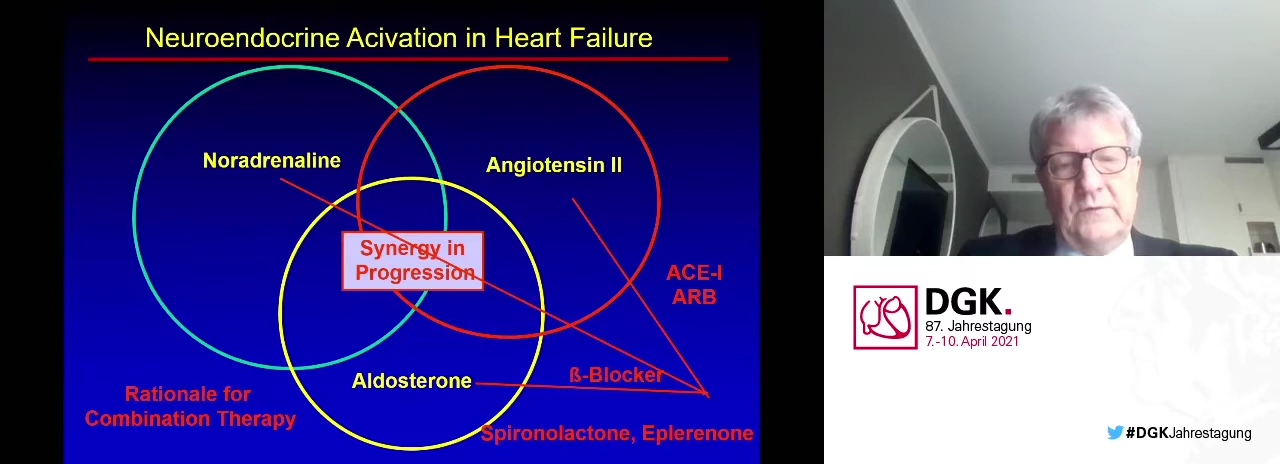 Neuroendocrine Acivation in Heart Failure
Noradrenaline
Angiotensin II
Synergy in
Progression
ACE-I
ARB
Aldosterone
ß-Blocker
Rationale for
Combination Therapy
Spironolactone, Eplerenone
DGK.
87. Jahrestagung
7.-10. April 2021
#DGKJahrestagung